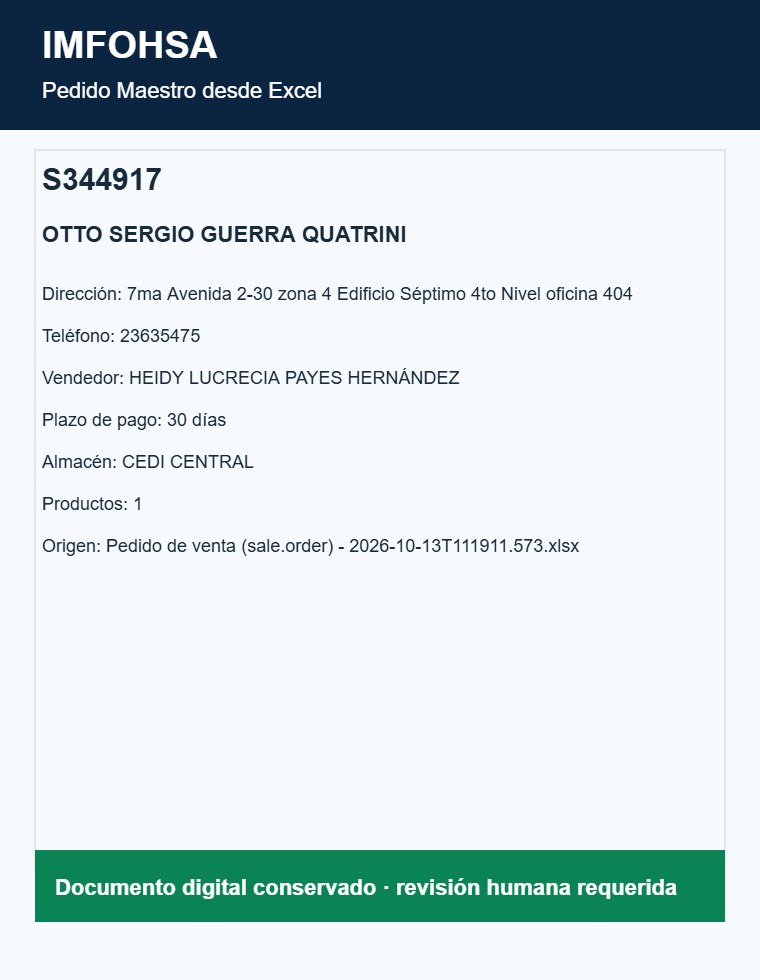 IMFOHSA
Pedido Maestro desde Excel
S344917
OTTO SERGIO GUERRA QUATRINI
Dirección: 7ma Avenida 2-30 zona 4 Edificio Séptimo 4to Nivel oficina 404
Teléfono: 23635475
Vendedor: HEIDY LUCRECIA PAYES HERNÁNDEZ
Plazo de pago: 30 días
Almacén: CEDI CENTRAL
Productos: 1
Origen: Pedido de venta (sale.order) - 2026-10-13T111911.573.xlsx
Documento digital conservado · revisión humana requerida